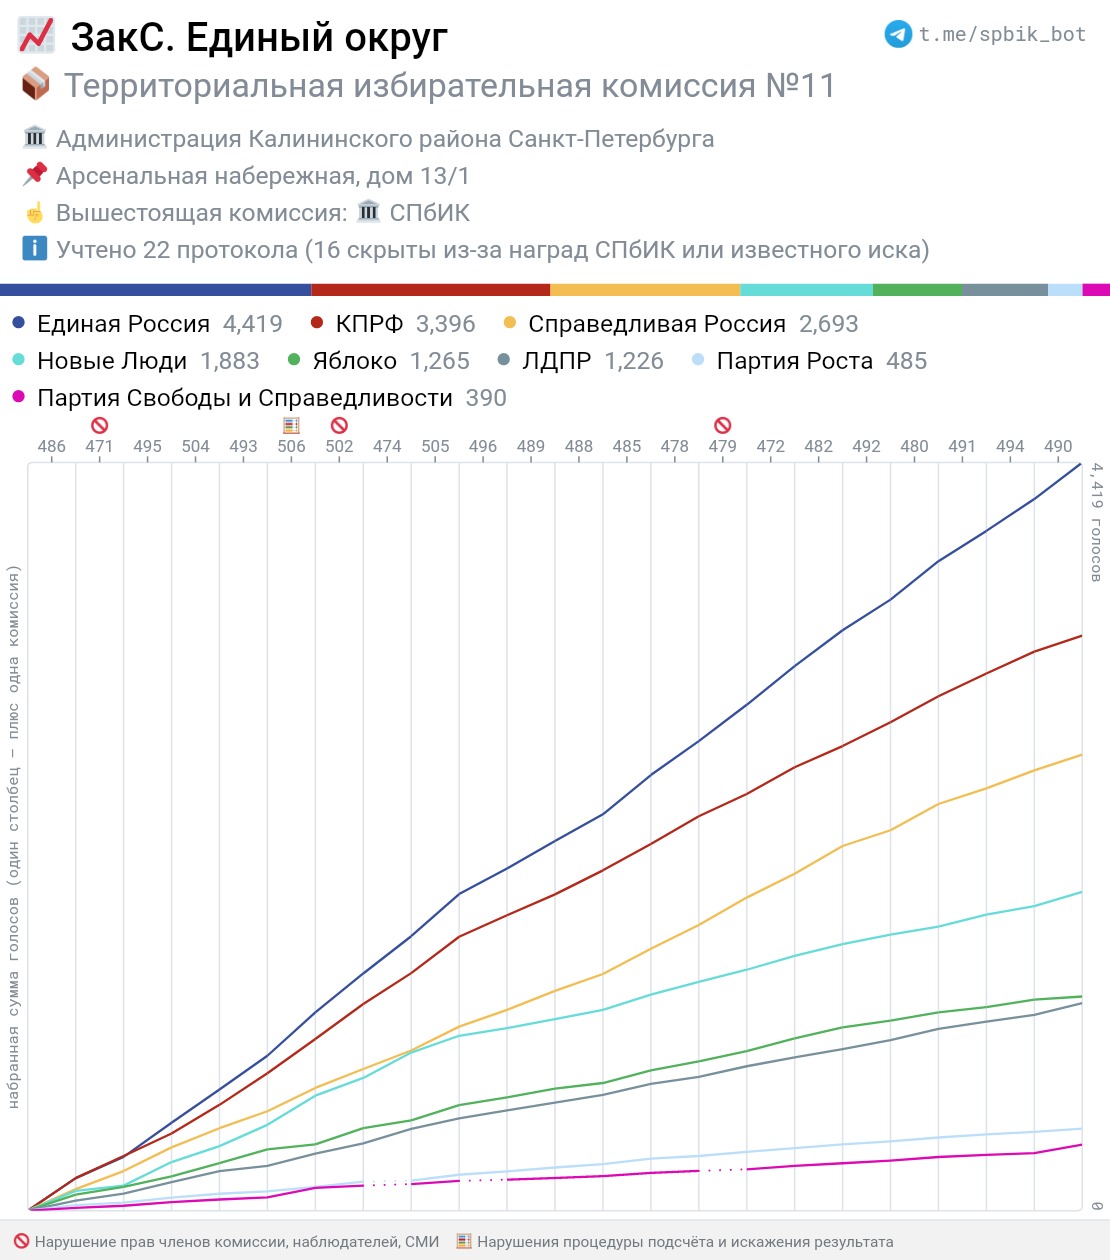 ЗакС. Единый округ
t.me/spbik_bot
Территориальная избирательная комиссия №11
Администрация Калининского района Санкт-Петербурга
Арсенальная набережная, дом 13/1
Вышестоящая комиссия: СПбИК
Учтено 22 протокола (16 скрыты из-за наград СПбИК или известного иска)
Единая Россия 4,419 КПРФ 3,396 Справедливая Россия 2,693
Новые Люди 1,883 Яблоко 1,265 ЛДПР 1,226 Партия Роста 485
Партия Свободы и Справедливости 390
486 471 495 504 493 506 502 474 505 496 489 488 485 478 479 472 482 492 480 491 494 490
4,419 голосов
набранная сумма голосов (один столбец – плюс одна комиссия)
0
Нарушение прав членов комиссии, наблюдателей, СМИ Нарушения процедуры подсчёта и искажения результата